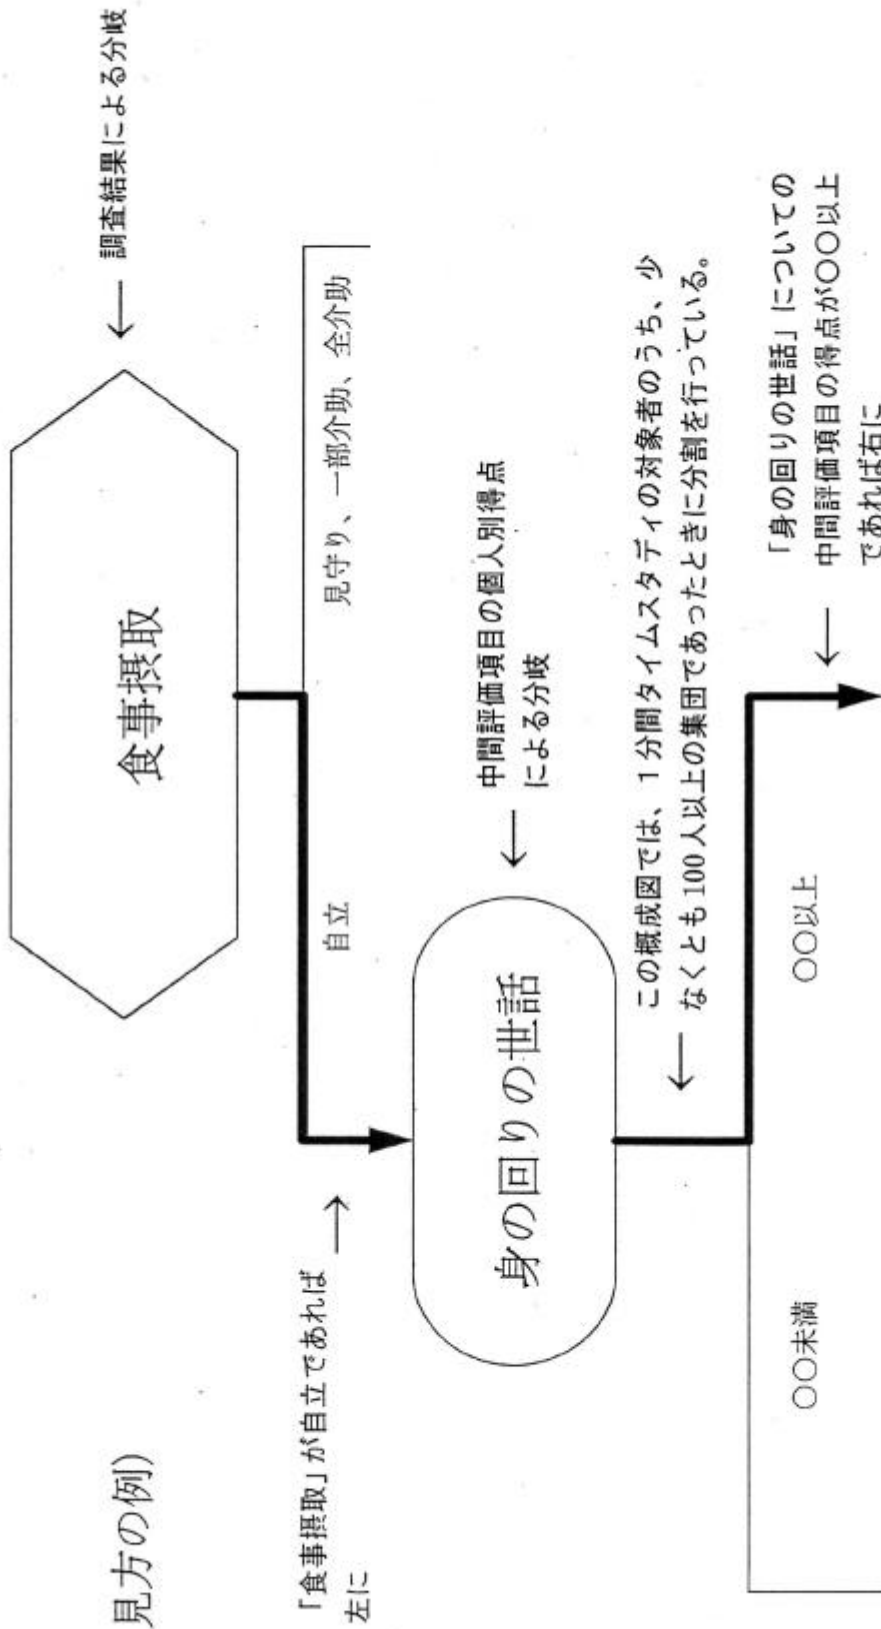 見方の例)
食事摂取
← 調査結果による分岐
「食事摂取」が自立であれば
左に →
自立
見守り、一部介助、全介助
身の回りの世話
← 中間評価項目の個人別得点
による分岐
← この概成図では、1分間タイムスタディの対象者のうち、少
なくとも100人以上の集団であったときに分割を行っている。
〇〇未満
〇〇以上
← 「身の回りの世話」についての
中間評価項目の得点が〇〇以上
であれば右に